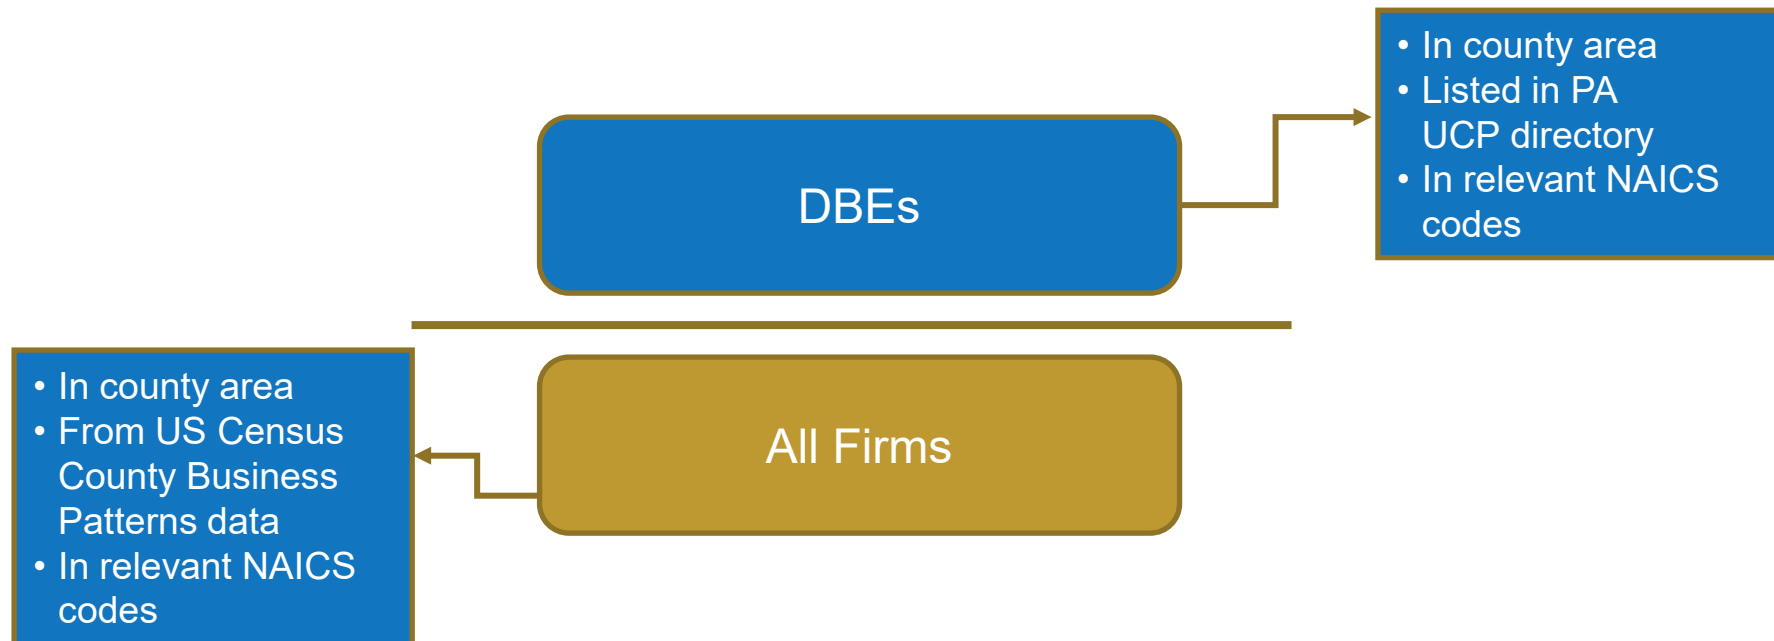 • In county area
• Listed in PA
UCP directory
• In relevant NAICS
codes
DBEs
All Firms
• In county area
• From US Census
County Business
Patterns data
• In relevant NAICS
codes